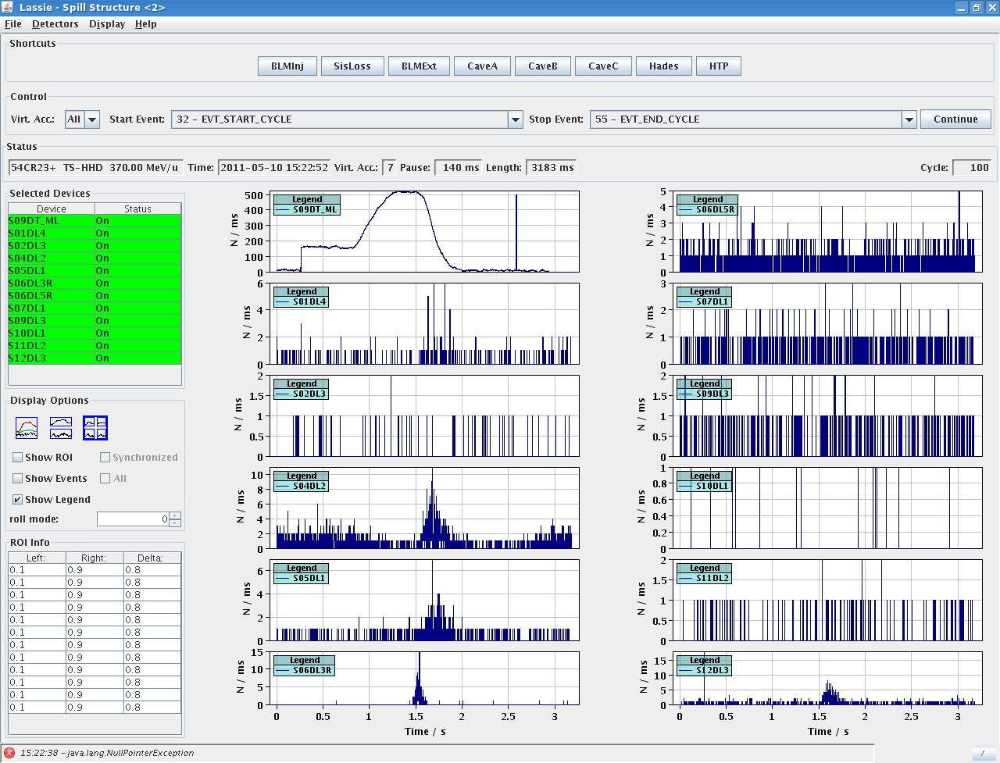 Lassie - Spill Structure <2>
File Detectors Display Help
Shortcuts
BLMInj SisLoss BLMExt CaveA CaveB CaveC Hades HTP
Control
Virt. Acc.: All Start Event: 32 - EVT_START_CYCLE Stop Event: 55 - EVT_END_CYCLE Continue
Status
54CR23+ TS-HHD 370.00 MeV/u Time: 2011-05-10 15:22:52 Virt. Acc.: 7 Pause: 140 ms Length: 3183 ms Cycle: 100
Selected Devices
Device Status
S09DT_ML On
S01DL4 On
S02DL3 On
S04DL2 On
S05DL1 On
S06DL3R On
S06DL5R On
S07DL1 On
S09DL3 On
S10DL1 On
S11DL2 On
S12DL3 On
Display Options
Show ROI Synchronized
Show Events All
Show Legend
roll mode: 0
ROI Info
Left: Right: Delta:
0.1 0.9 0.8
0.1 0.9 0.8
0.1 0.9 0.8
0.1 0.9 0.8
0.1 0.9 0.8
0.1 0.9 0.8
0.1 0.9 0.8
0.1 0.9 0.8
0.1 0.9 0.8
0.1 0.9 0.8
0.1 0.9 0.8
0.1 0.9 0.8
N / ms
500
400
300
200
100
0
Legend
S09DT_ML
N / ms
6
4
2
0
Legend
S01DL4
N / ms
2
1.5
1
0.5
0
Legend
S02DL3
N / ms
10
8
6
4
2
0
Legend
S04DL2
N / ms
6
4
2
0
Legend
S05DL1
N / ms
15
10
5
0
Legend
S06DL3R
0 0.5 1 1.5 2 2.5 3
Time / s
N / ms
5
4
3
2
1
0
Legend
S06DL5R
N / ms
3
2
1
0
Legend
S07DL1
N / ms
2
1.5
1
0.5
0
Legend
S09DL3
N / ms
1
0.8
0.6
0.4
0.2
0
Legend
S10DL1
N / ms
2
1.5
1
0.5
0
Legend
S11DL2
N / ms
15
10
5
0
Legend
S12DL3
0 0.5 1 1.5 2 2.5 3
Time / s
15:22:38 - java.lang.NullPointerException